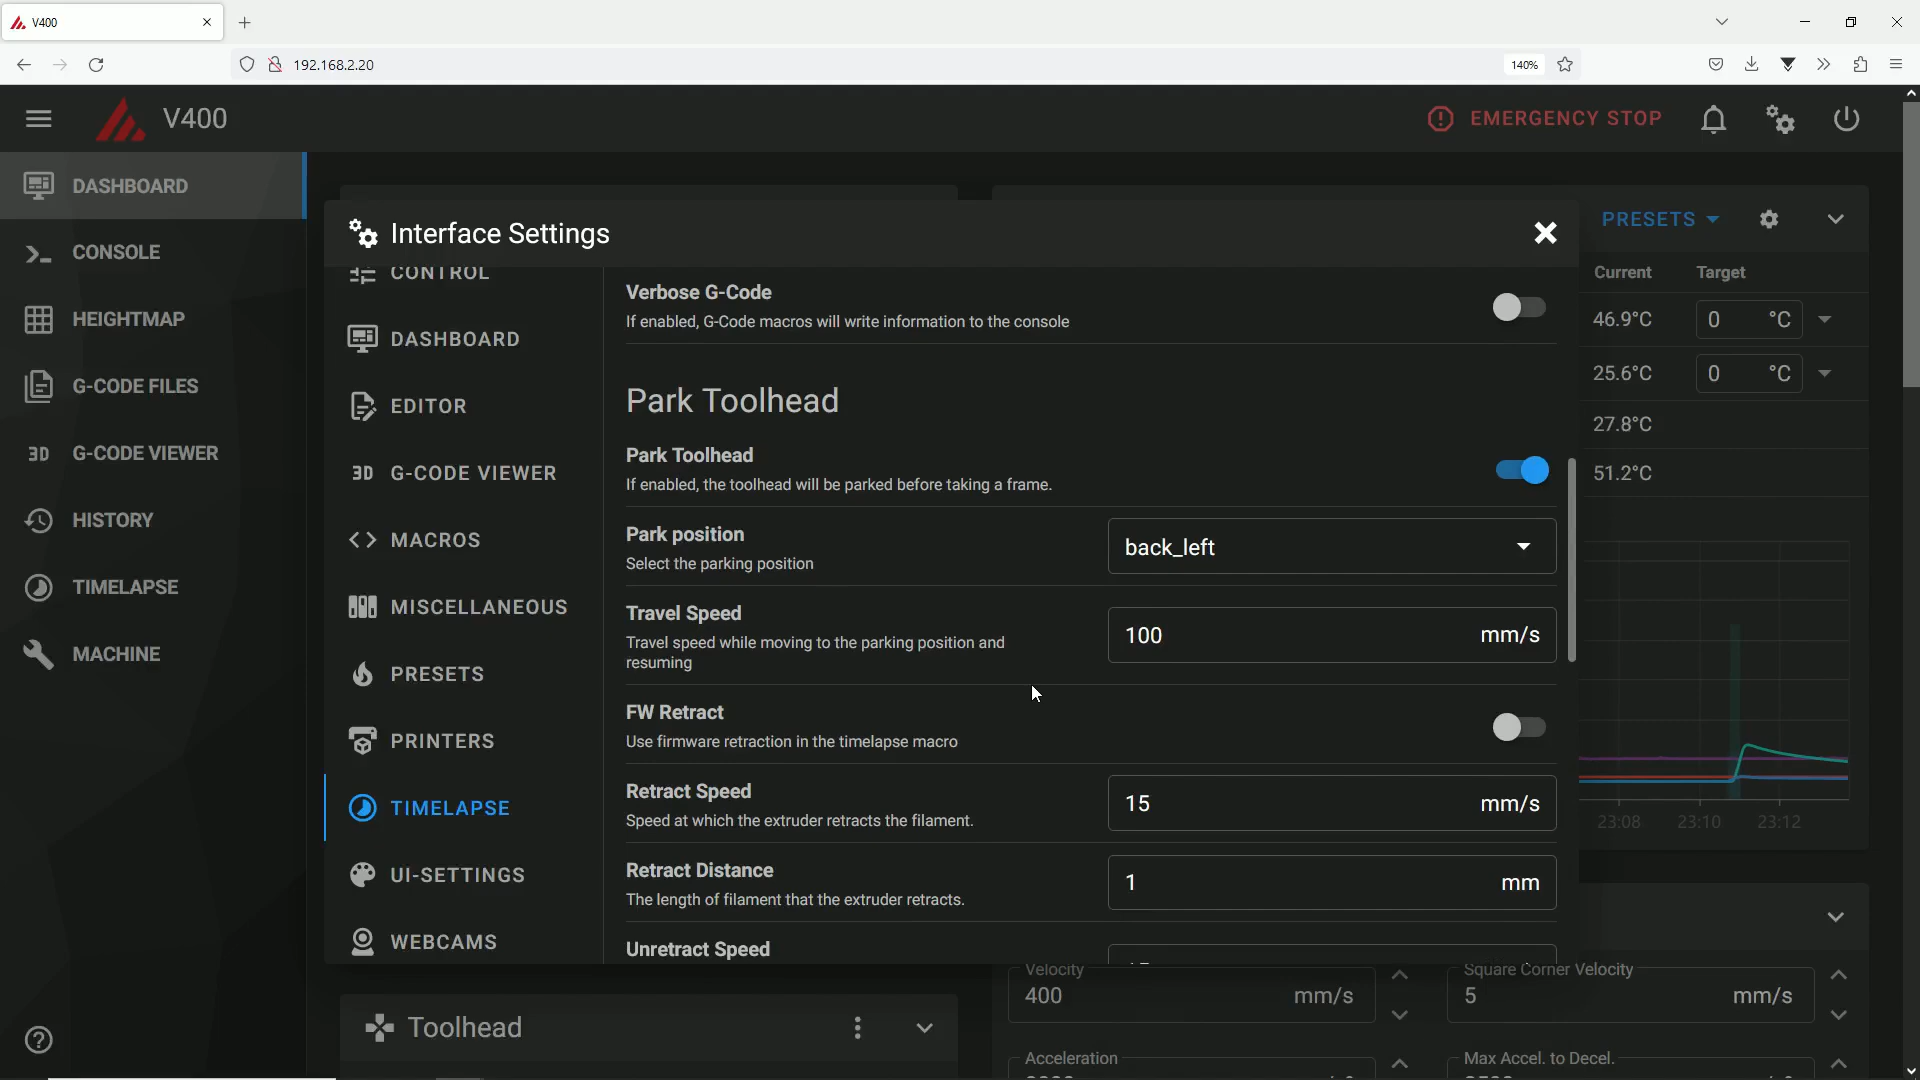 V400
192.168.2.20
140%
V400
EMERGENCY STOP
DASHBOARD
CONSOLE
HEIGHTMAP
G-CODE FILES
3D G-CODE VIEWER
HISTORY
TIMELAPSE
MACHINE
Interface Settings
CONTROL
DASHBOARD
EDITOR
3D G-CODE VIEWER
MACROS
MISCELLANEOUS
PRESETS
PRINTERS
TIMELAPSE
UI-SETTINGS
WEBCAMS
Verbose G-Code
If enabled, G-Code macros will write information to the console
Park Toolhead
Park Toolhead
If enabled, the toolhead will be parked before taking a frame.
Park position
Select the parking position
back_left
Travel Speed
Travel speed while moving to the parking position and
resuming
100 mm/s
FW Retract
Use firmware retraction in the timelapse macro
Retract Speed
Speed at which the extruder retracts the filament.
15 mm/s
Retract Distance
The length of filament that the extruder retracts.
1 mm
Unretract Speed
PRESETS
Current Target
46.9°C 0 °C
25.6°C 0 °C
27.8°C
51.2°C
23:08 23:10 23:12
Toolhead
Velocity
400 mm/s
Square Corner Velocity
5 mm/s
Acceleration
Max Accel. to Decel.